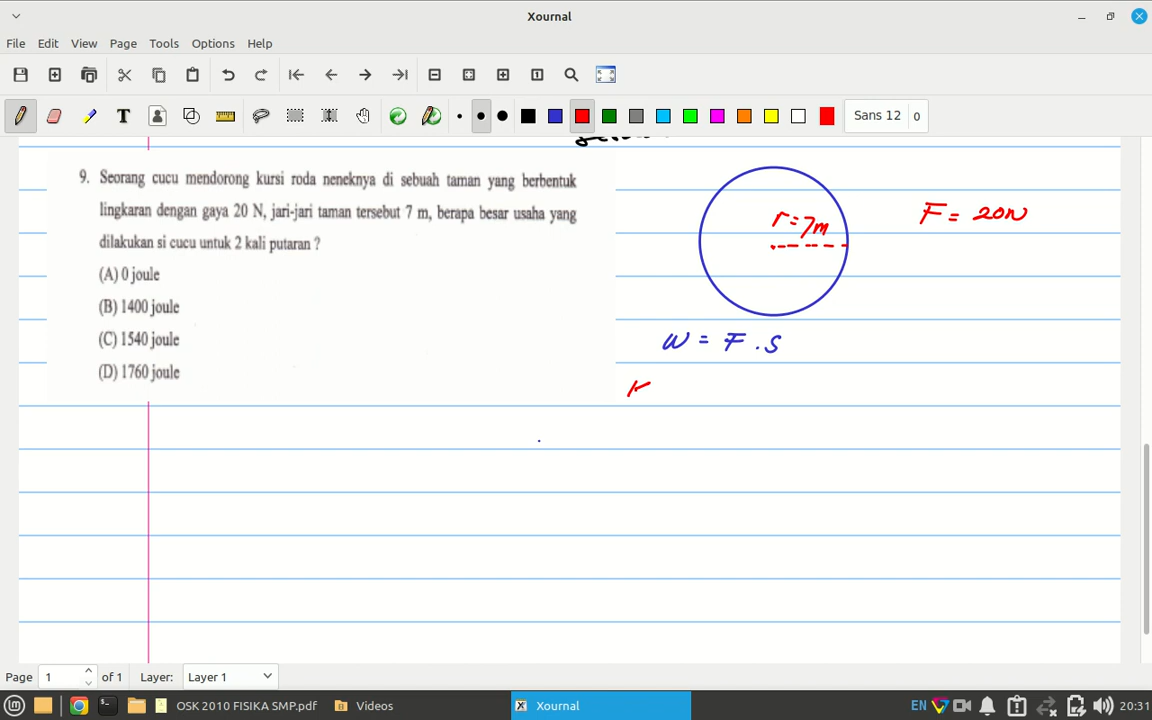 Xournal
File Edit View Page Tools Options Help
Sans 12 0
9. Seorang cucu mendorong kursi roda neneknya di sebuah taman yang berbentuk
lingkaran dengan gaya 20 N, jari-jari taman tersebut 7 m, berapa besar usaha yang
dilakukan si cucu untuk 2 kali putaran ?
(A) 0 joule
(B) 1400 joule
(C) 1540 joule
(D) 1760 joule
r = 7m
F = 20N
W = F . S
Page 1 of 1 Layer: Layer 1
OSK 2010 FISIKA SMP.pdf Videos Xournal EN 20:31